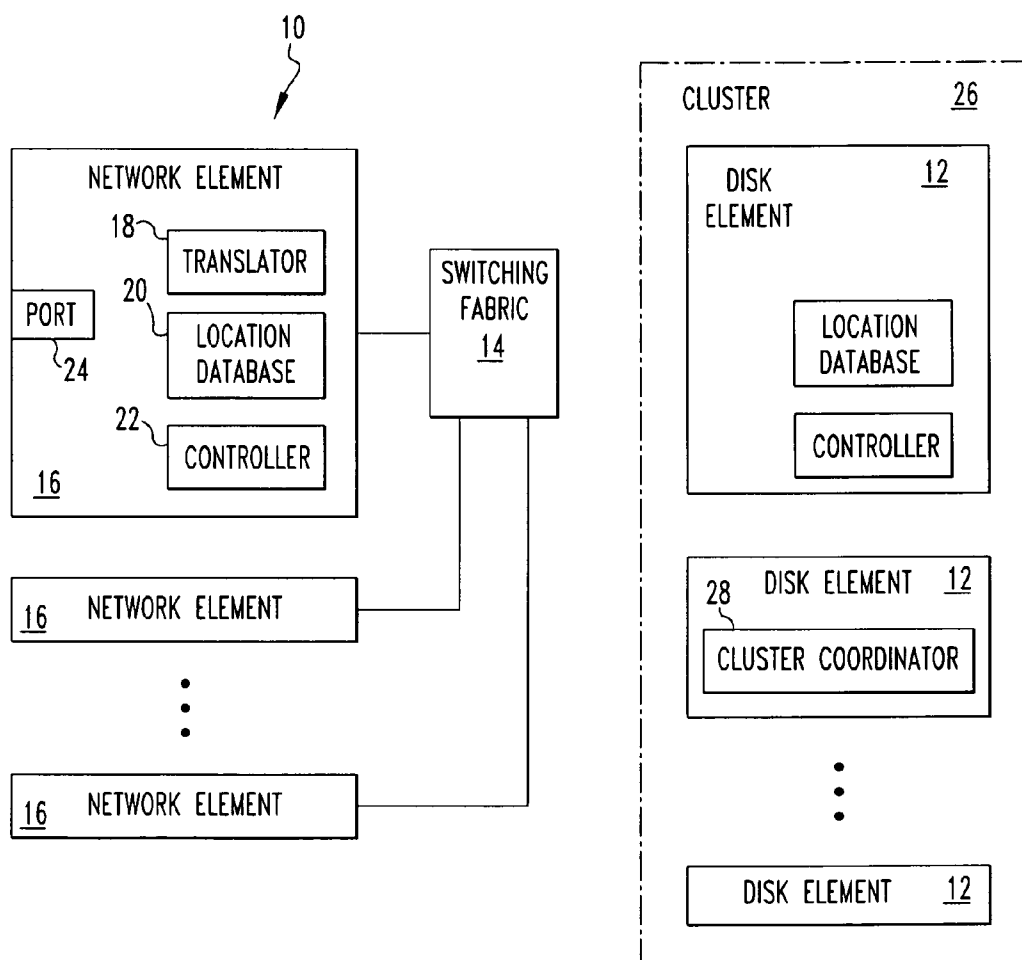 10
NETWORK ELEMENT
18
TRANSLATOR
20
LOCATION
DATABASE
PORT
24
22
CONTROLLER
16
SWITCHING
FABRIC
14
16
NETWORK ELEMENT
16
NETWORK ELEMENT
CLUSTER
26
DISK
ELEMENT
12
LOCATION
DATABASE
CONTROLLER
DISK ELEMENT
12
28
CLUSTER COORDINATOR
DISK ELEMENT
12